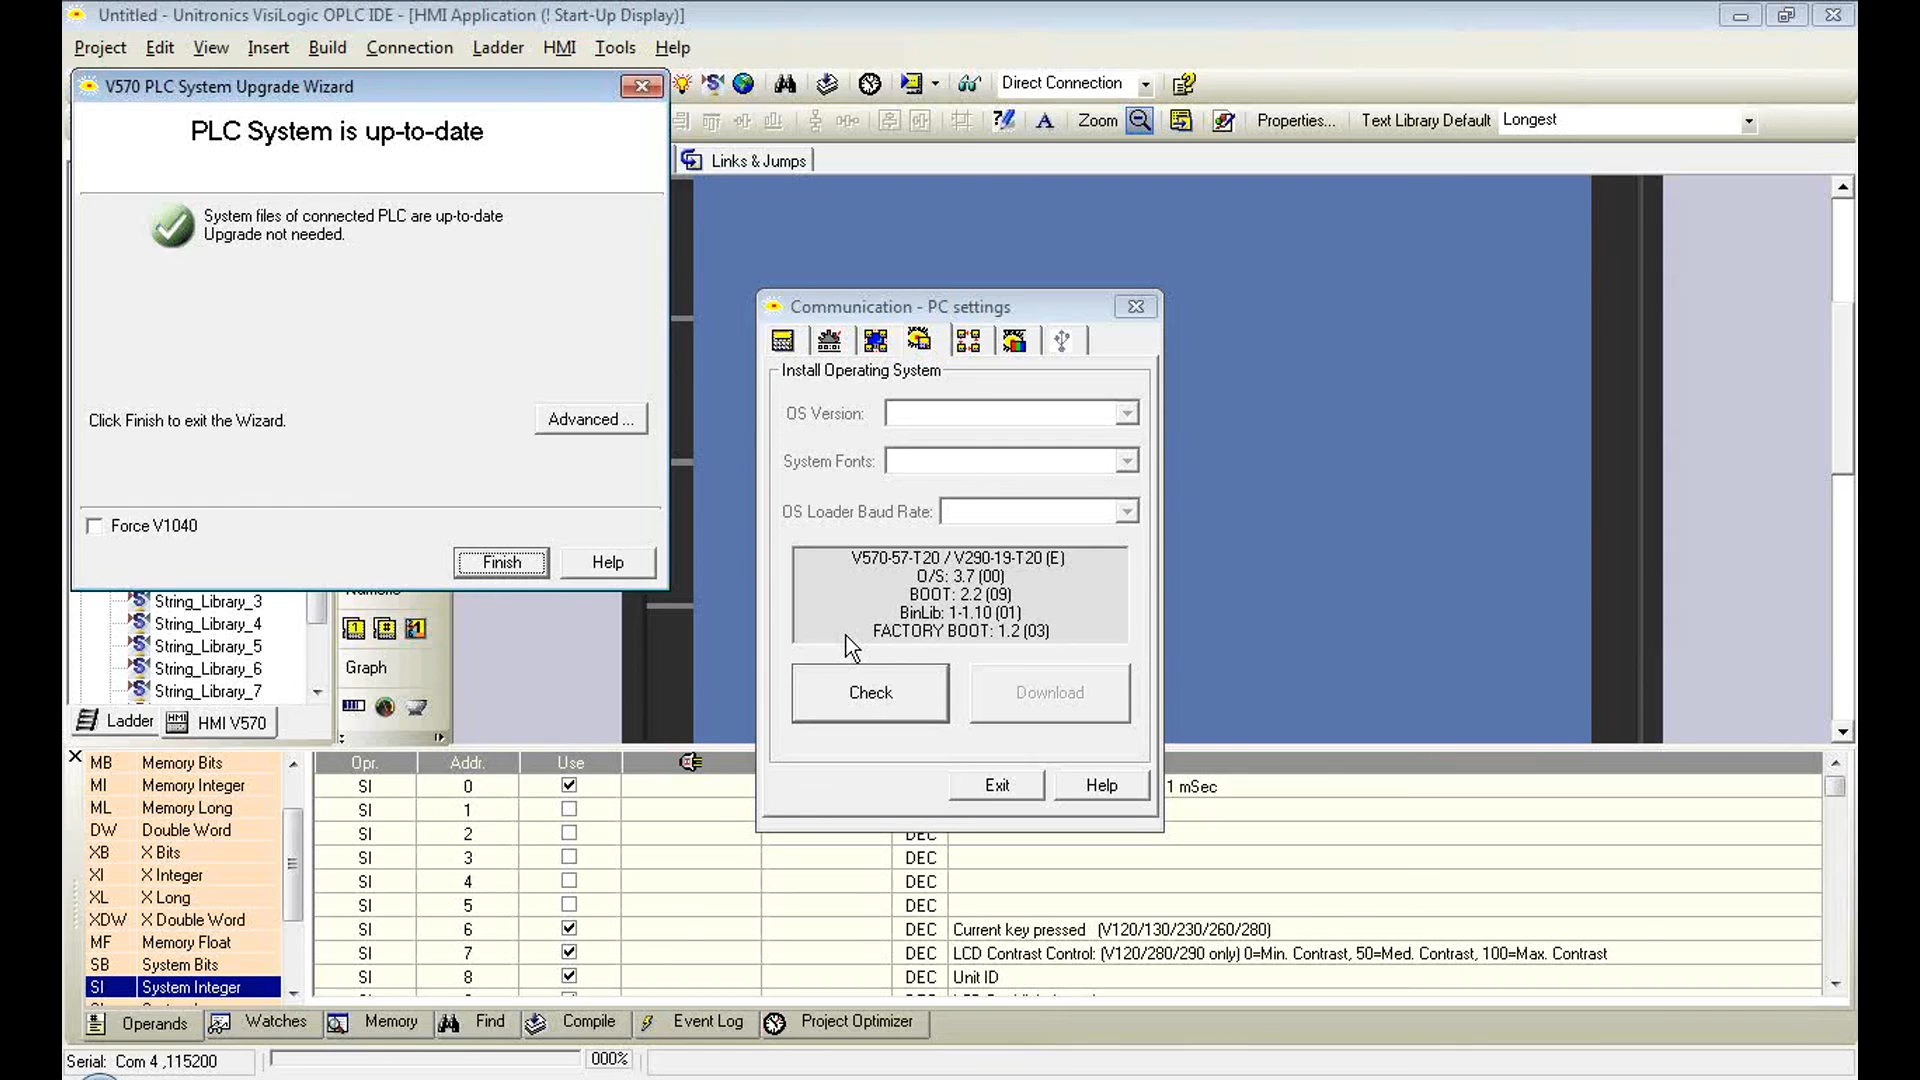 Untitled - Unitronics VisiLogic OPLC IDE - [HMI Application (! Start-Up Display)]
Project Edit View Insert Build Connection Ladder HMI Tools Help
V570 PLC System Upgrade Wizard
Direct Connection
PLC System is up-to-date
Zoom Properties... Text Library Default Longest
Links & Jumps
System files of connected PLC are up-to-date
Upgrade not needed.
Click Finish to exit the Wizard.
Advanced ...
Force V1040
Finish Help
Communication - PC settings
Install Operating System
OS Version:
System Fonts:
OS Loader Baud Rate:
V570-57-T20 / V290-19-T20 (E)
O/S: 3.7 (00)
BOOT: 2.2 (09)
BinLib: 1-1.10 (01)
FACTORY BOOT: 1.2 (03)
Check Download
Exit Help
String_Library_3
String_Library_4
String_Library_5
String_Library_6
String_Library_7
Graph
Ladder HMI V570
MB Memory Bits
MI Memory Integer
ML Memory Long
DW Double Word
XB X Bits
XI X Integer
XL X Long
XDW X Double Word
MF Memory Float
SB System Bits
SI System Integer
Opr. Addr. Use
SI 0 1 mSec
SI 1
SI 2 DEC
SI 3 DEC
SI 4 DEC
SI 5 DEC
SI 6 DEC Current key pressed (V120/130/230/260/280)
SI 7 DEC LCD Contrast Control: (V120/280/290 only) 0=Min. Contrast, 50=Med. Contrast, 100=Max. Contrast
SI 8 DEC Unit ID
Operands Watches Memory Find Compile Event Log Project Optimizer
Serial: Com 4 ,115200 000%